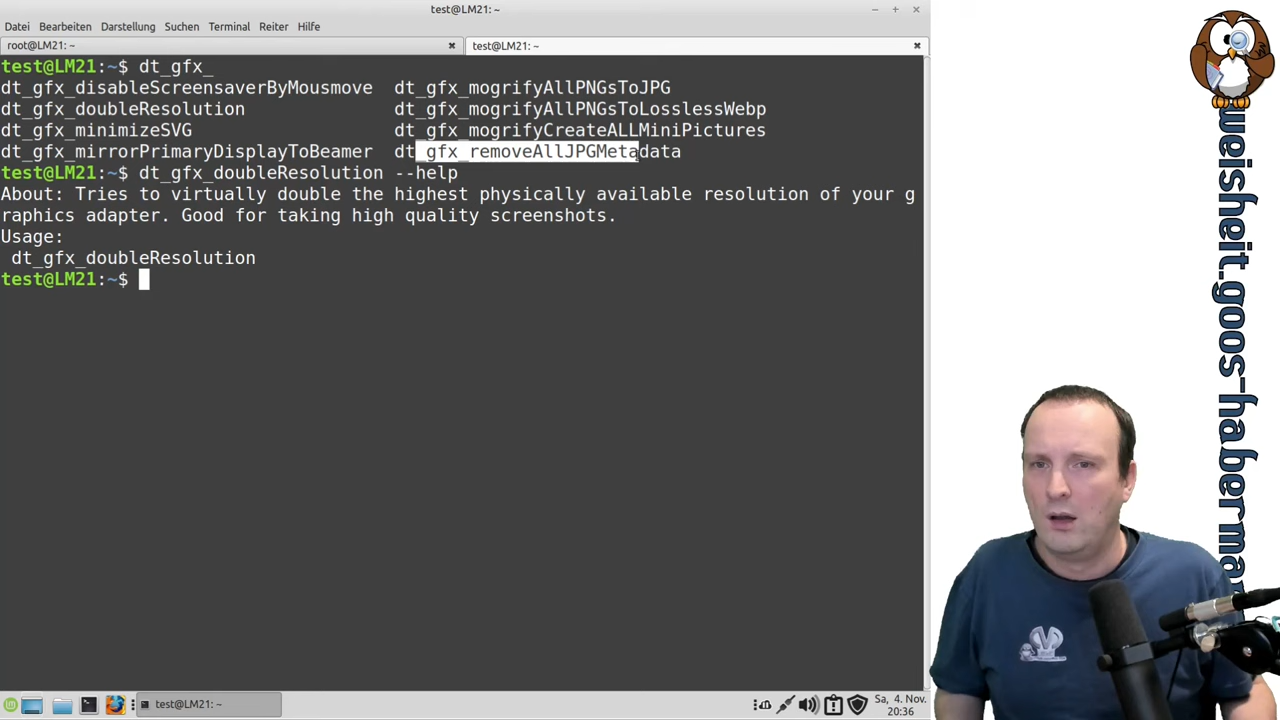 test@LM21: ~
Datei Bearbeiten Darstellung Suchen Terminal Reiter Hilfe
root@LM21: ~ test@LM21: ~
test@LM21:~$ dt_gfx_
dt_gfx_disableScreensaverByMousmove dt_gfx_mogrifyAllPNGsToJPG
dt_gfx_doubleResolution dt_gfx_mogrifyAllPNGsToLosslessWebp
dt_gfx_minimizeSVG dt_gfx_mogrifyCreateALLMiniPictures
dt_gfx_mirrorPrimaryDisplayToBeamer dt_gfx_removeAllJPGMetadata
test@LM21:~$ dt_gfx_doubleResolution --help
About: Tries to virtually double the highest physically available resolution of your g
raphics adapter. Good for taking high quality screenshots.
Usage:
dt_gfx_doubleResolution
test@LM21:~$
test@LM21: ~
Sa, 4. Nov.
20:36
weisheit.goos-haberma